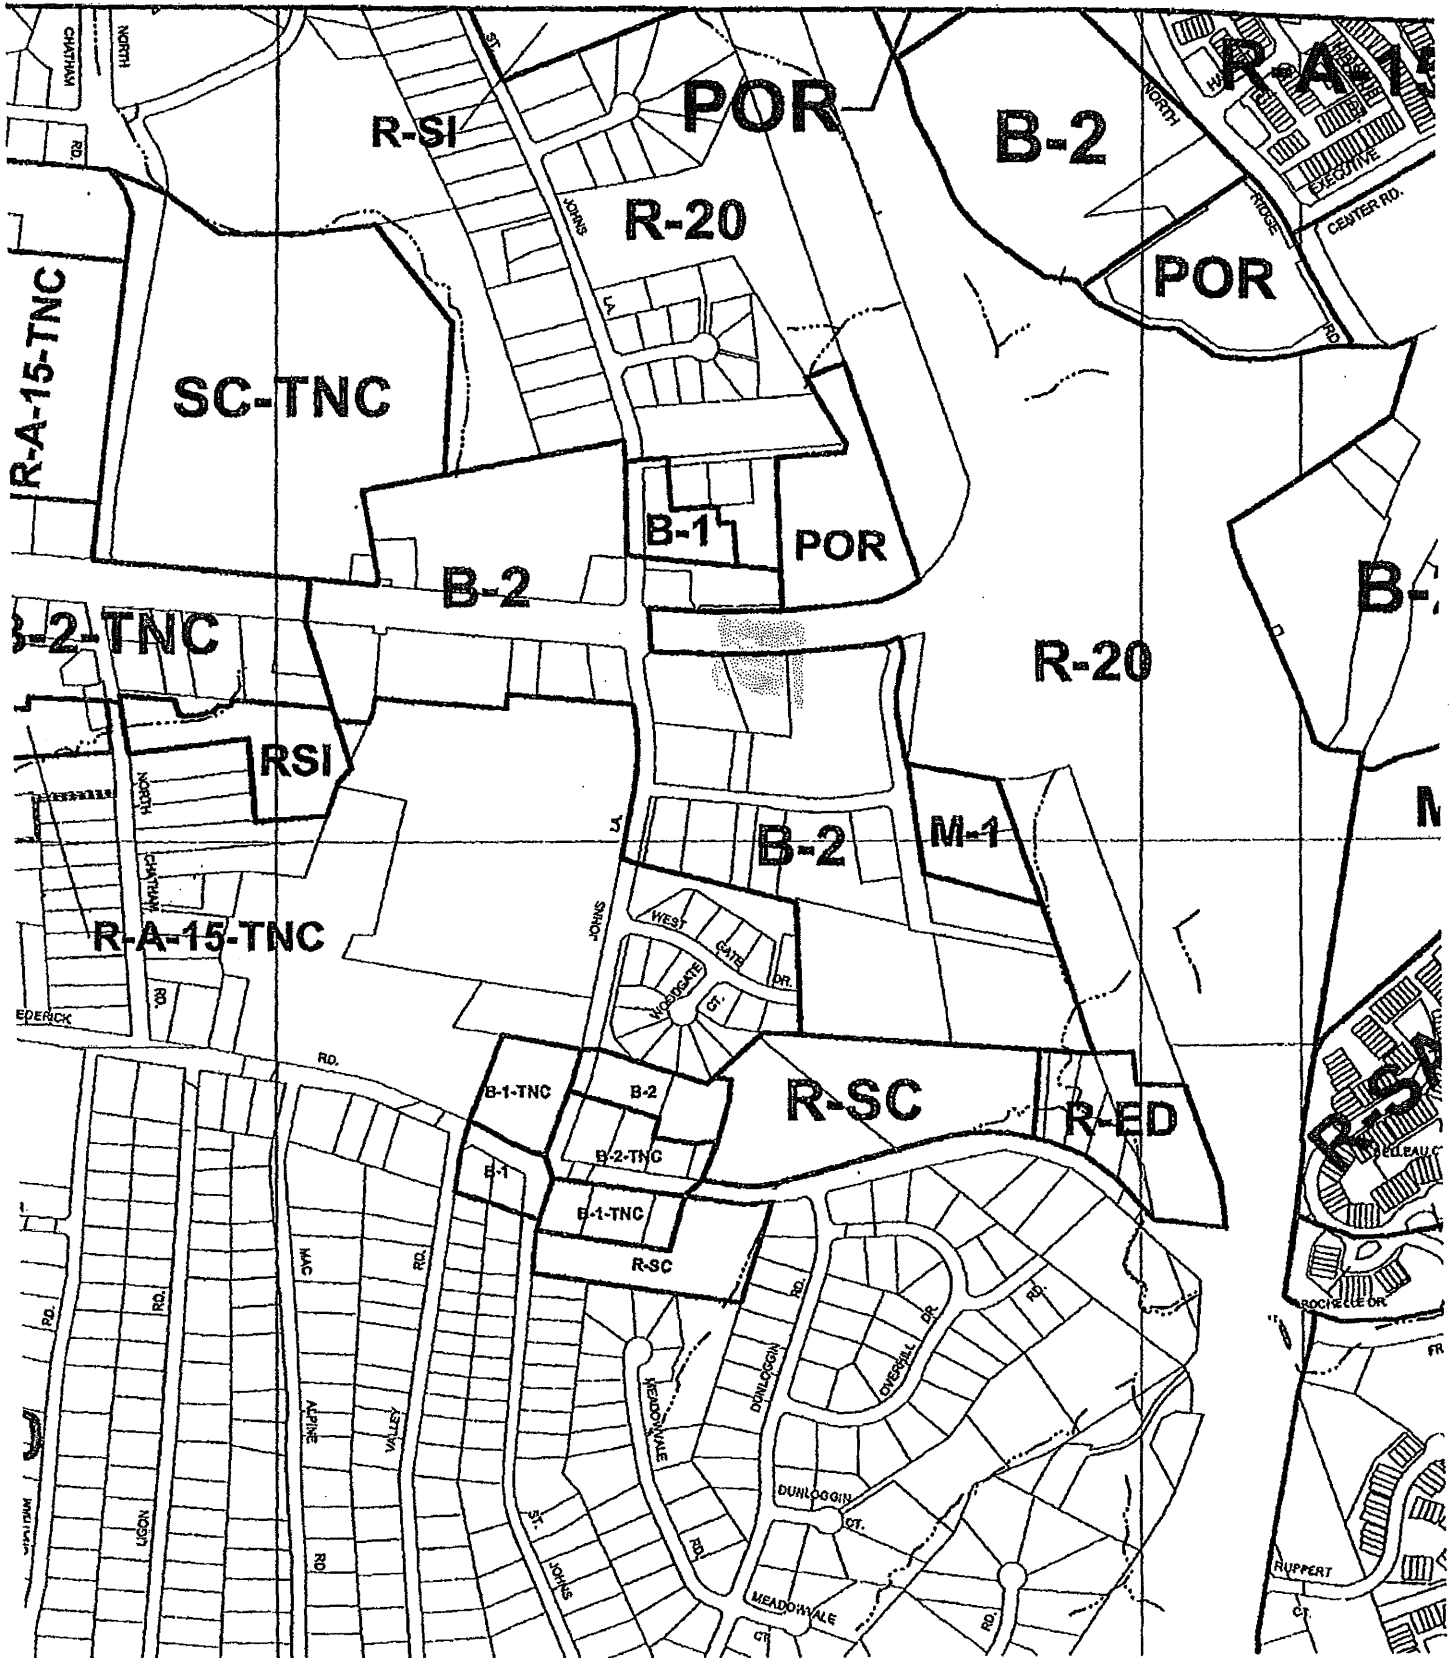 NORTH
CHATHAM
RD.
ST.
R-SI
POR
B-2
NORTH
R-A-15
EXECUTIVE
CENTER RD.
RIDGE
RD
JOHNS
R-20
LA.
POR
R-A-15-TNC
SC-TNC
B-1
POR
B-2
-2-TNC
B-
R-20
RSI
NORTH
CHATHAM
RD.
LA.
JOHNS
B-2
M-1
R-A-15-TNC
WEST
GATE
DR.
WOODGATE
CT.
EDERICK
RD.
B-1-TNC
B-2
R-SC
R-ED
R-SA
BELLEAU C
B-2-TNC
B-1
B-1-TNC
R-SC
MAC
ALPINE
RD.
RD.
VALLEY
RD.
LIGON
RD.
ST.
JOHNS
MEADOWVALE
RD.
DUNLOGGIN
RD.
OVERHILL
DR.
RD.
ROCHELLE DR.
FR
DUNLOGGIN
CT.
MEADOWVALE
CT.
RD.
RUPPERT
CT.